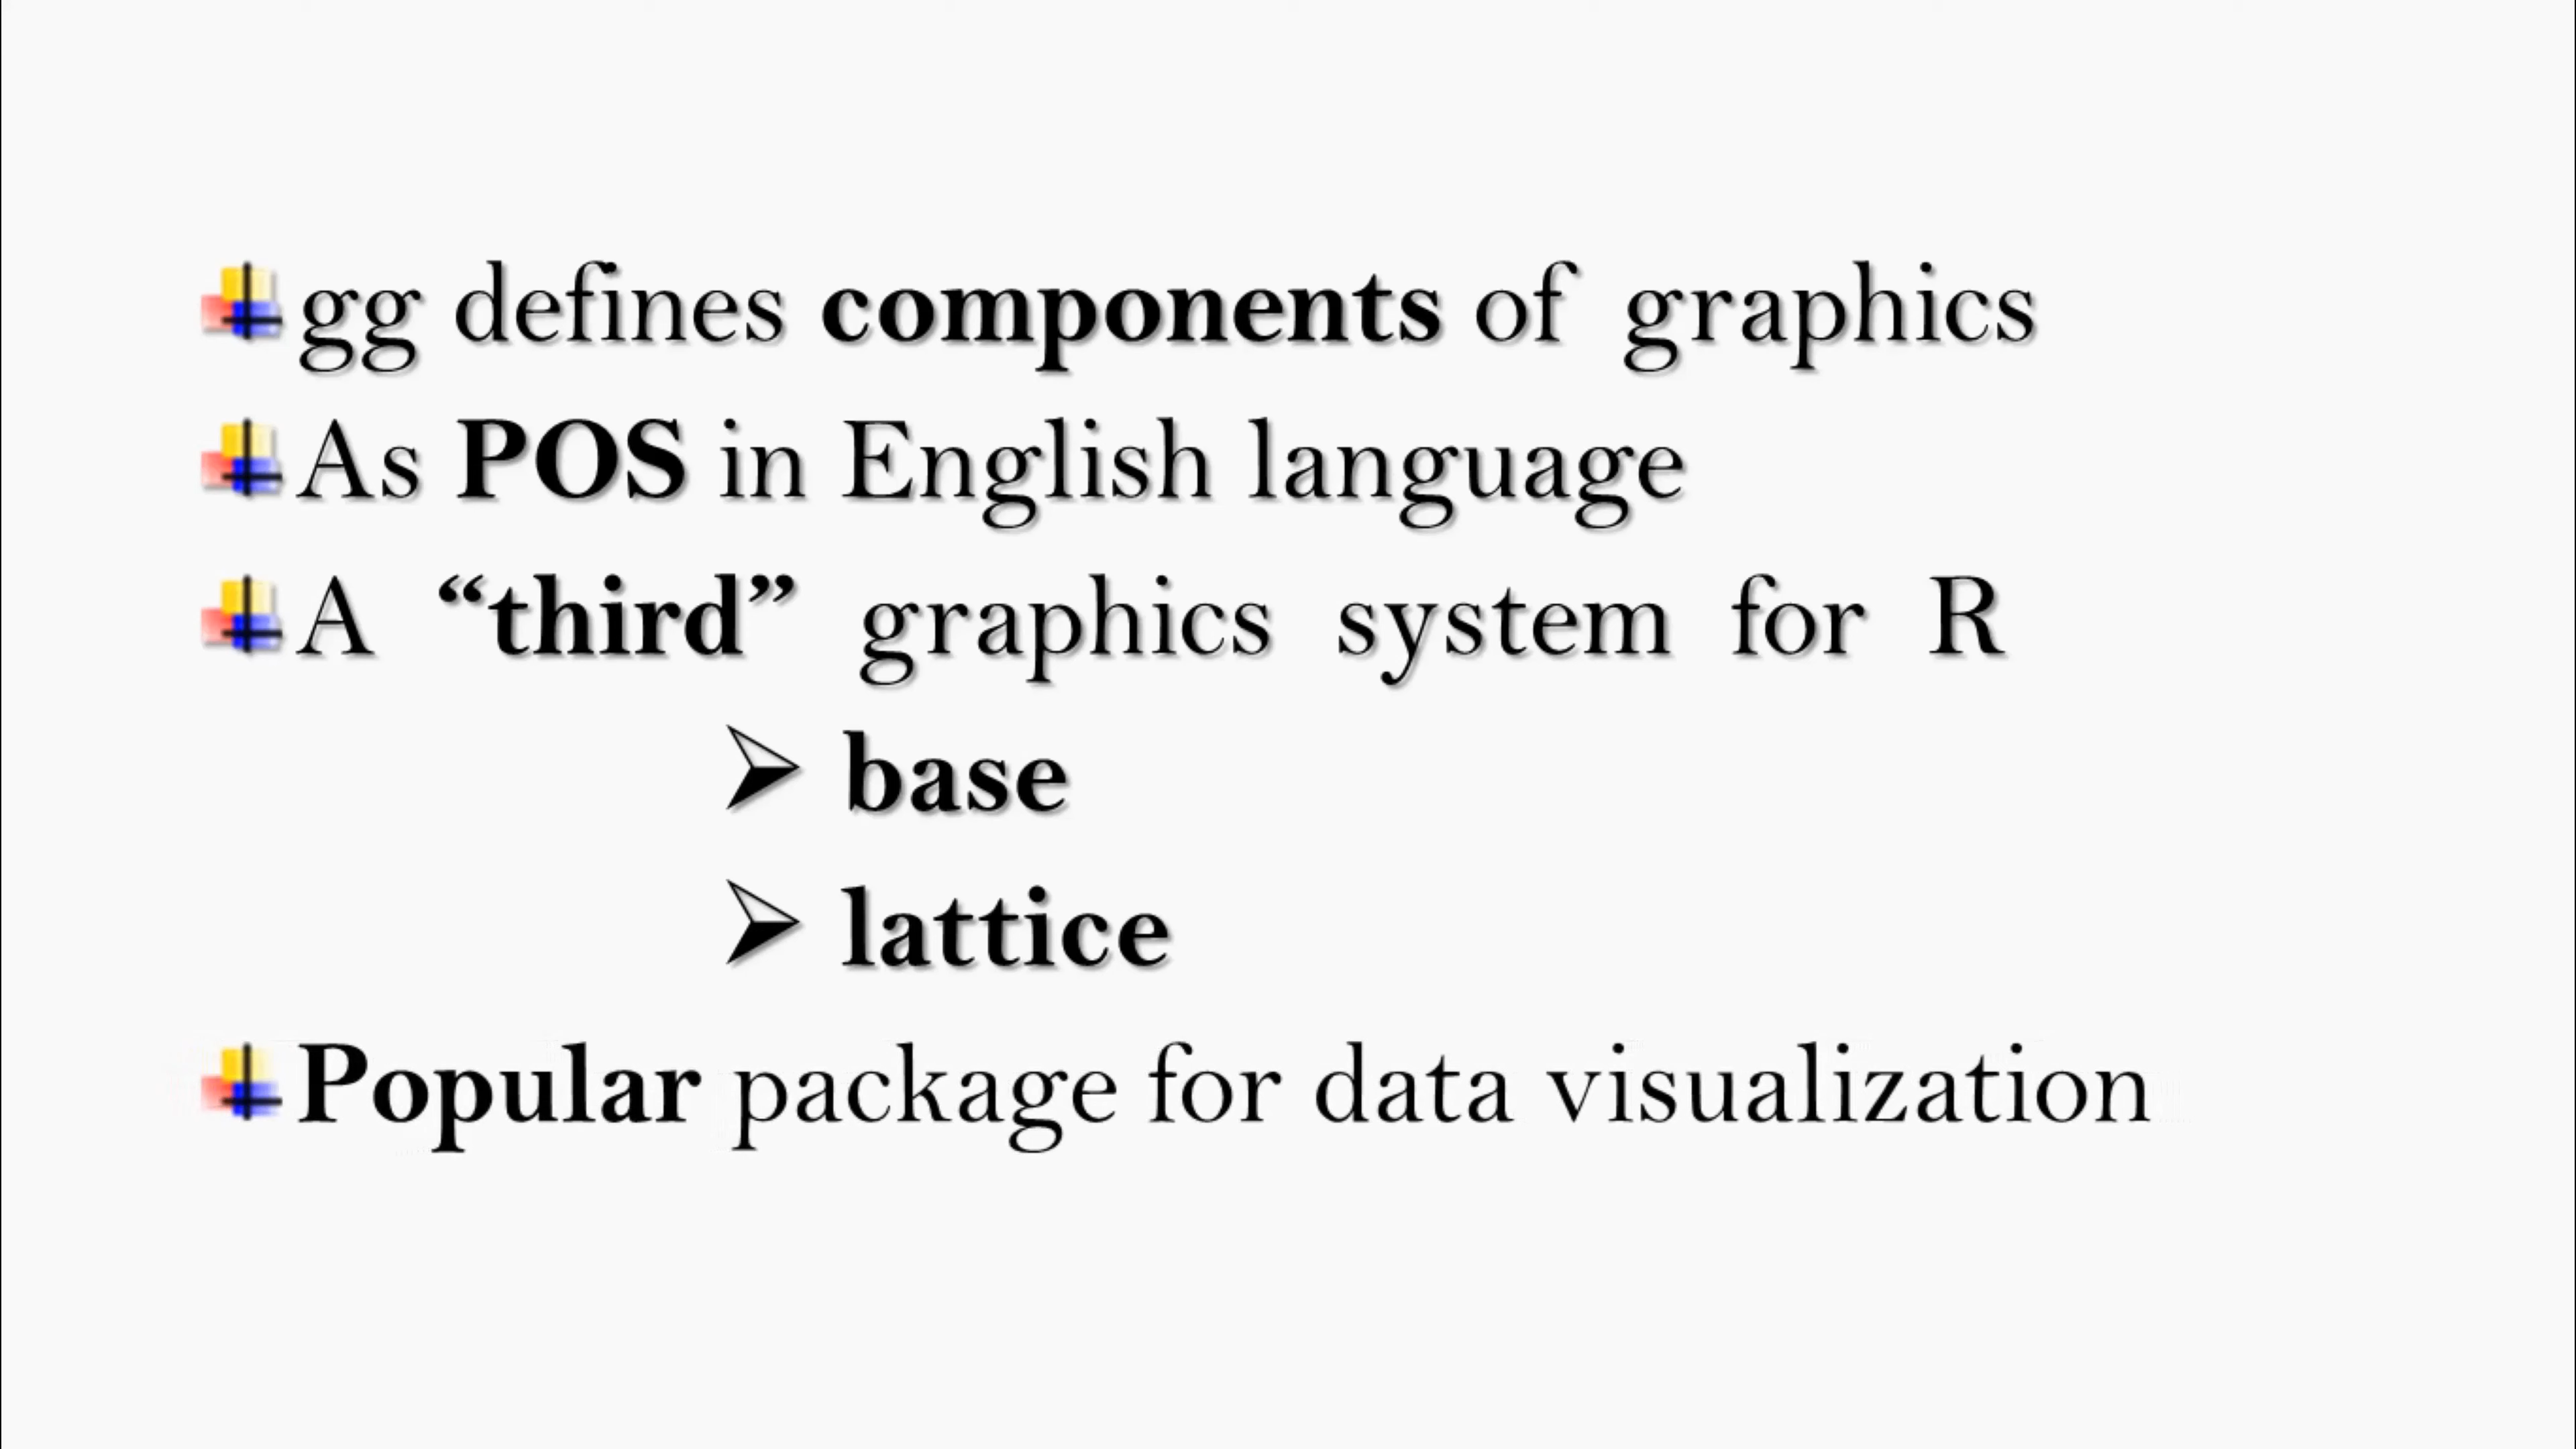 gg defines components of graphics
As POS in English language
A “third” graphics system for R
base
lattice
Popular package for data visualization